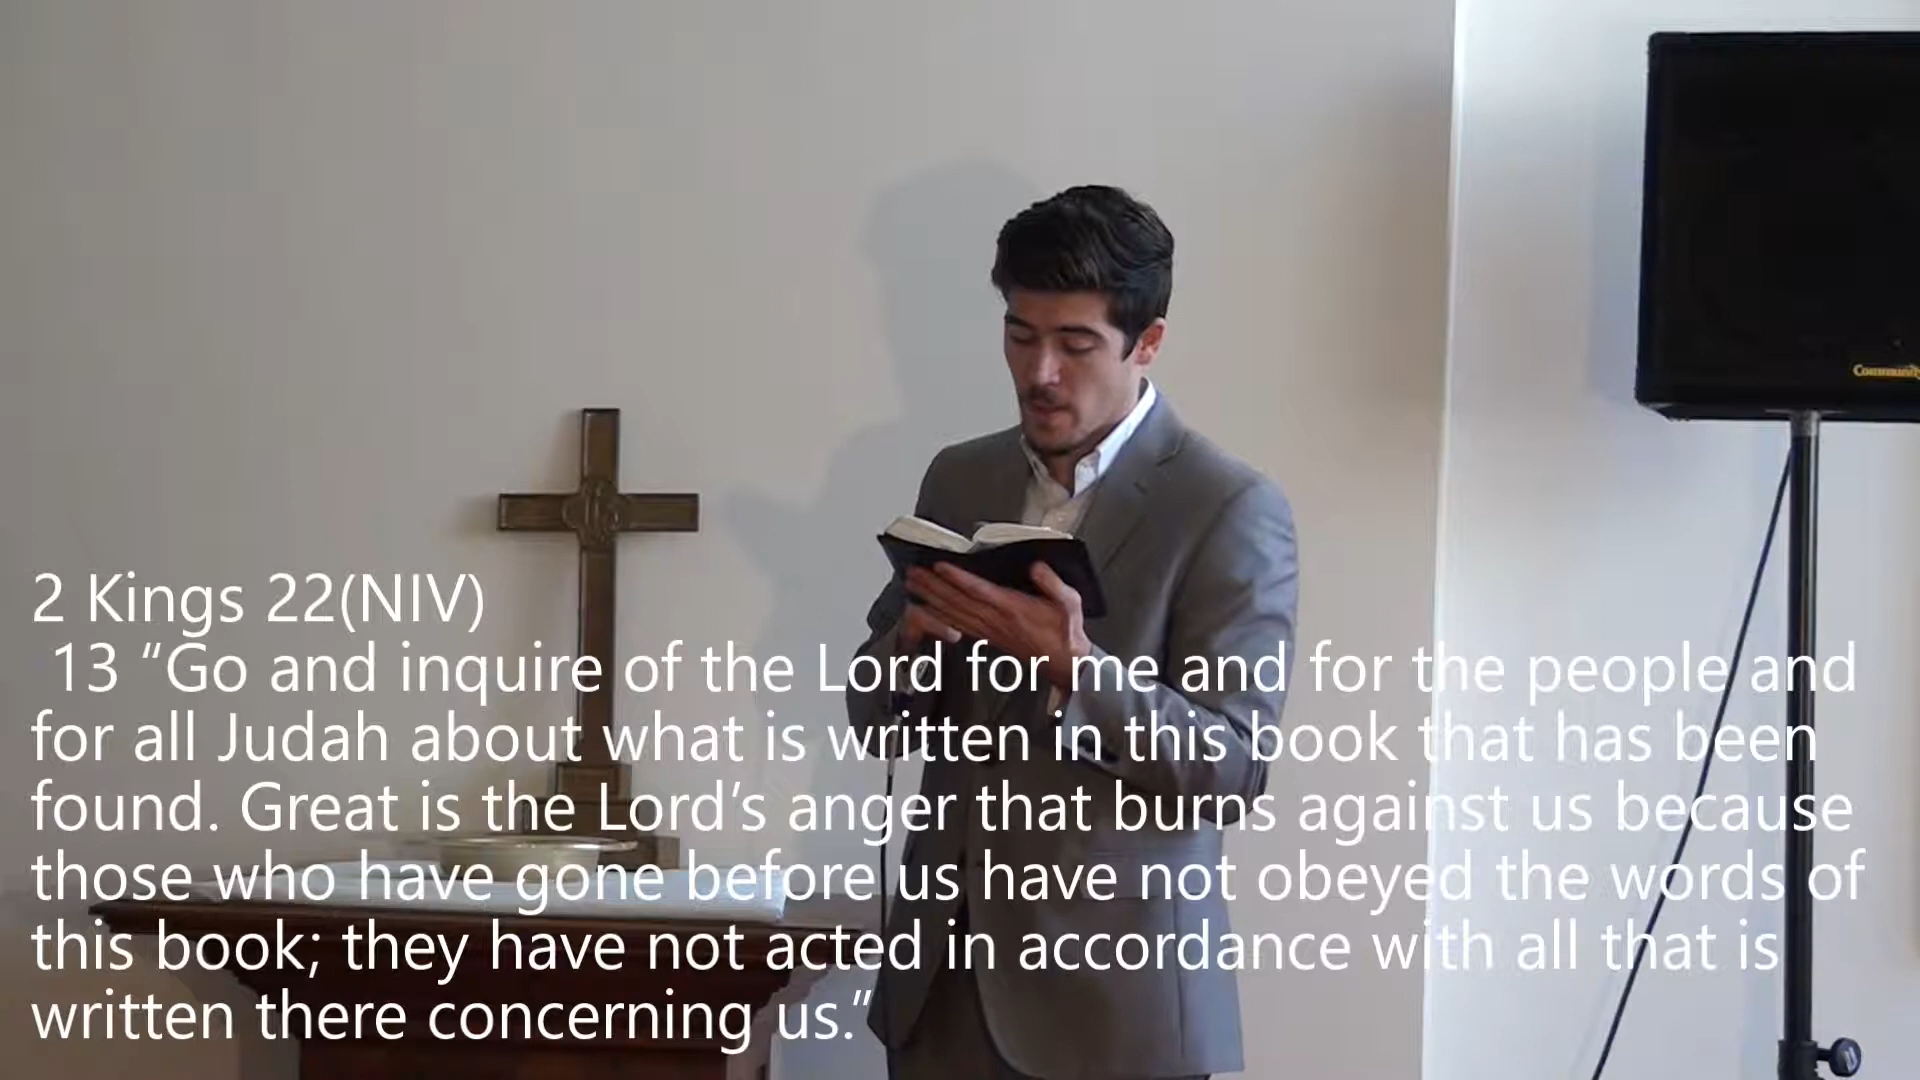 2 Kings 22(NIV)
13 “Go and inquire of the Lord for me and for the people and
for all Judah about what is written in this book that has been
found. Great is the Lord’s anger that burns against us because
those who have gone before us have not obeyed the words of
this book; they have not acted in accordance with all that is
written there concerning us.”
IHS